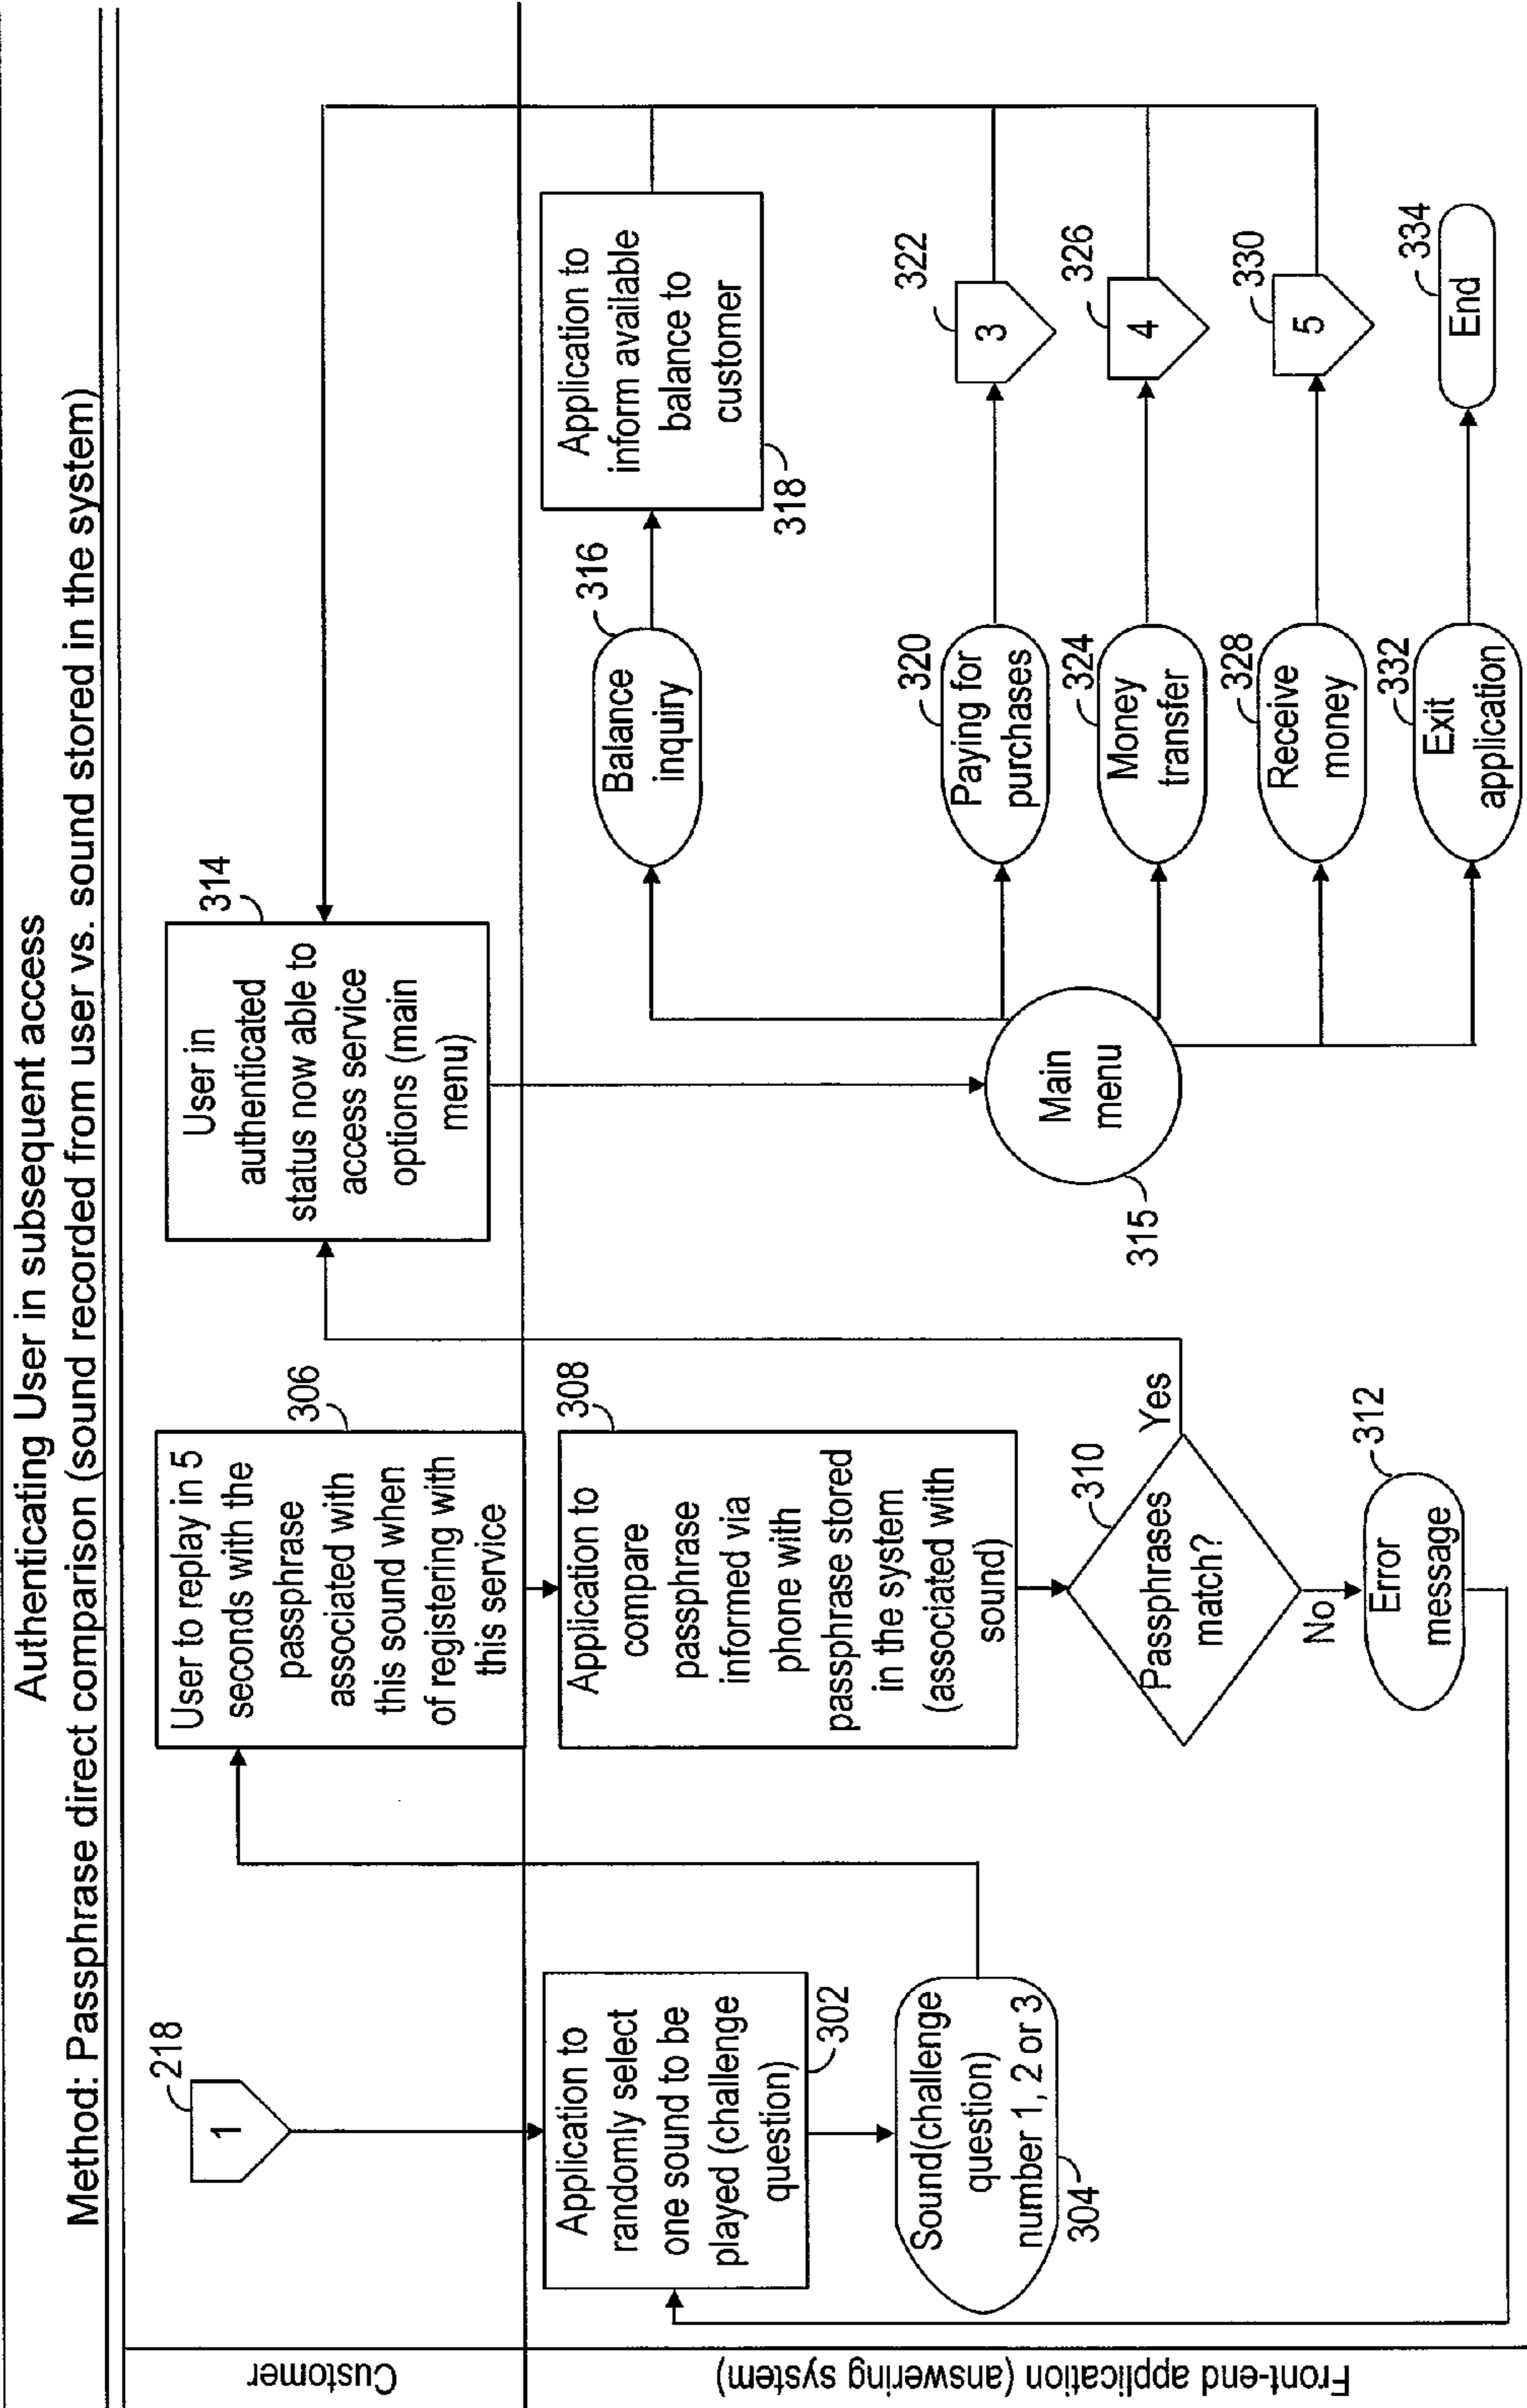 Authenticating User in subsequent access
Method: Passphrase direct comparison (sound recorded from user vs. sound stored in the system)
Customer
1
218
User to replay in 5
seconds with the
passphrase
associated with
this sound when
of registering with
this service
306
User in
authenticated
status now able to
access service
options (main
menu)
314
Front-end application (answering system)
Application to
randomly select
one sound to be
played (challenge
question)
302
Sound(challenge
question)
number 1, 2 or 3
304
Application to
compare
passphrase
informed via
phone with
passphrase stored
in the system
(associated with
sound)
308
Passphrases
match?
310
Yes
No
Error
message
312
Main
menu
315
Balance
inquiry
316
Application to
inform available
balance to
customer
318
Paying for
purchases
320
3
322
Money
transfer
324
4
326
Receive
money
328
5
330
Exit
application
332
End
334